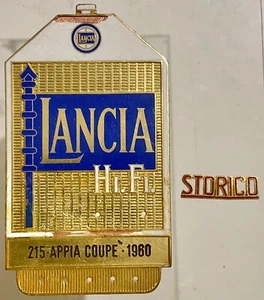 LANCIA
LANCIA
HI. FI.
STORICO
215 APPIA COUPE' - 1960